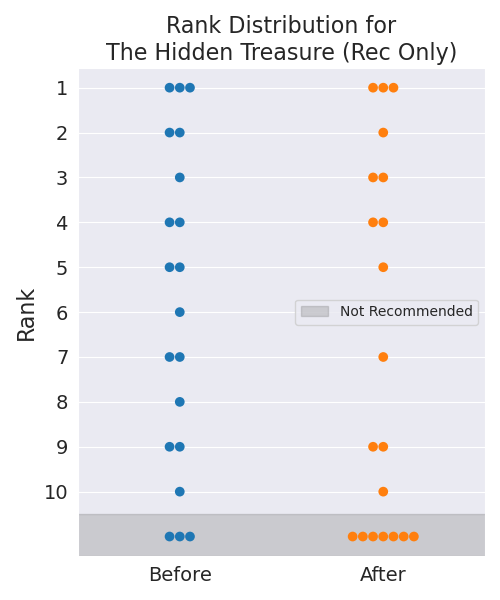 Rank Distribution for
The Hidden Treasure (Rec Only)
Rank
1
2
3
4
5
6
7
8
9
10
Not Recommended
Before
After